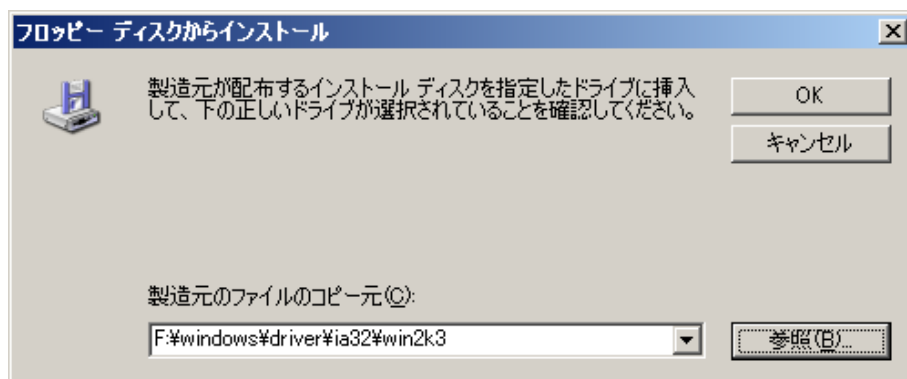 フロッピー ディスクからインストール
製造元が配布するインストール ディスクを指定したドライブに挿入
して、下の正しいドライブが選択されていることを確認してください。
OK
キャンセル
製造元のファイルのコピー元(C):
F:¥windows¥driver¥ia32¥win2k3
参照(B)...